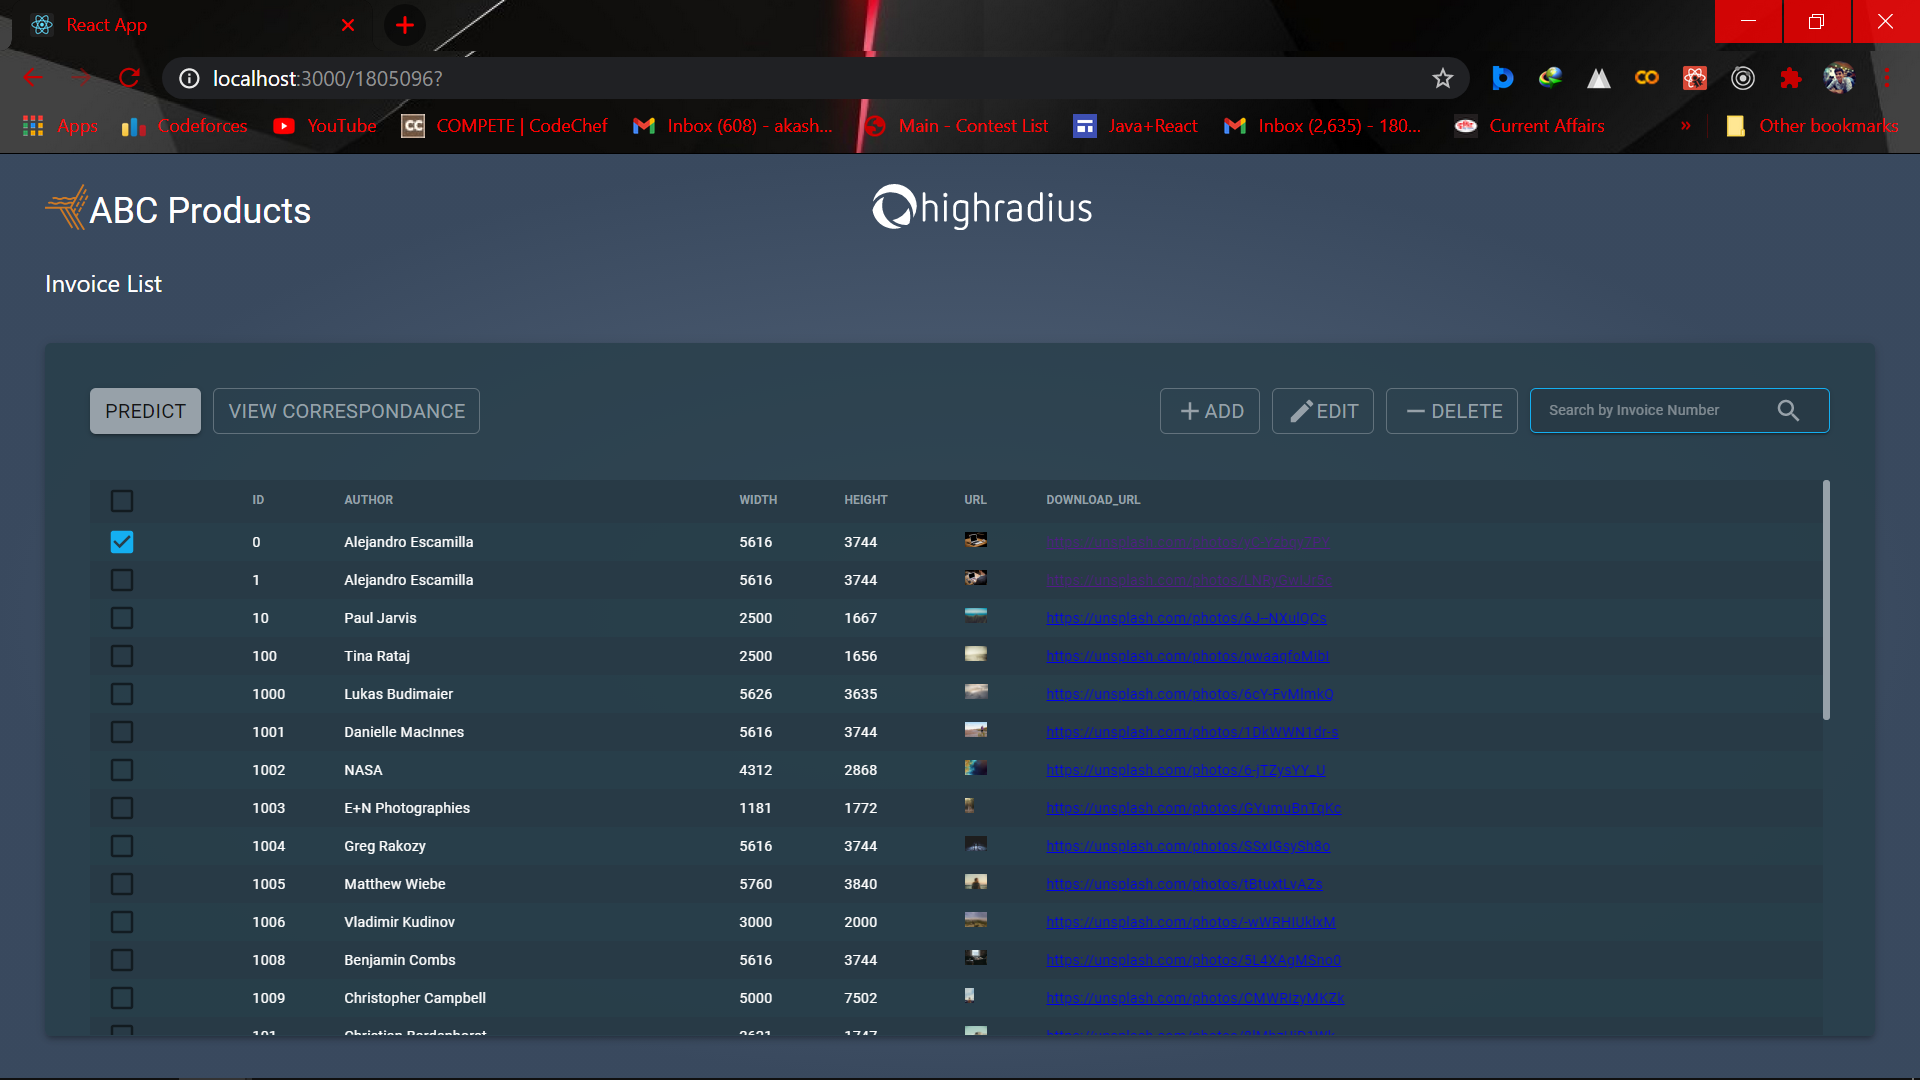 React App
localhost:3000/1805096?
Apps Codeforces YouTube CC COMPETE | CodeChef Inbox (608) - akash... Main - Contest List Java+React Inbox (2,635) - 180... Current Affairs » Other bookmarks
ABC Products highradius
Invoice List
PREDICT VIEW CORRESPONDANCE ADD EDIT DELETE Search by Invoice Number
ID AUTHOR WIDTH HEIGHT URL DOWNLOAD_URL
0 Alejandro Escamilla 5616 3744
1 Alejandro Escamilla 5616 3744
10 Paul Jarvis 2500 1667 https://unsplash.com/photos/6J--NXulQCs
100 Tina Rataj 2500 1656 https://unsplash.com/photos/pwaaqfoMibI
1000 Lukas Budimaier 5626 3635 https://unsplash.com/photos/6cY-FvMlmkQ
1001 Danielle MacInnes 5616 3744 https://unsplash.com/photos/1DkWWN1dr-s
1002 NASA 4312 2868 https://unsplash.com/photos/6-jTZysYY_U
1003 E+N Photographies 1181 1772 https://unsplash.com/photos/GYumuBnTqKc
1004 Greg Rakozy 5616 3744 https://unsplash.com/photos/SSxIGsySh8o
1005 Matthew Wiebe 5760 3840 https://unsplash.com/photos/tBtuxtLvAZs
1006 Vladimir Kudinov 3000 2000 https://unsplash.com/photos/-wWRHIUklxM
1008 Benjamin Combs 5616 3744 https://unsplash.com/photos/5L4XAgMSno0
1009 Christopher Campbell 5000 7502 https://unsplash.com/photos/CMWRIzyMKZk
101 Christian